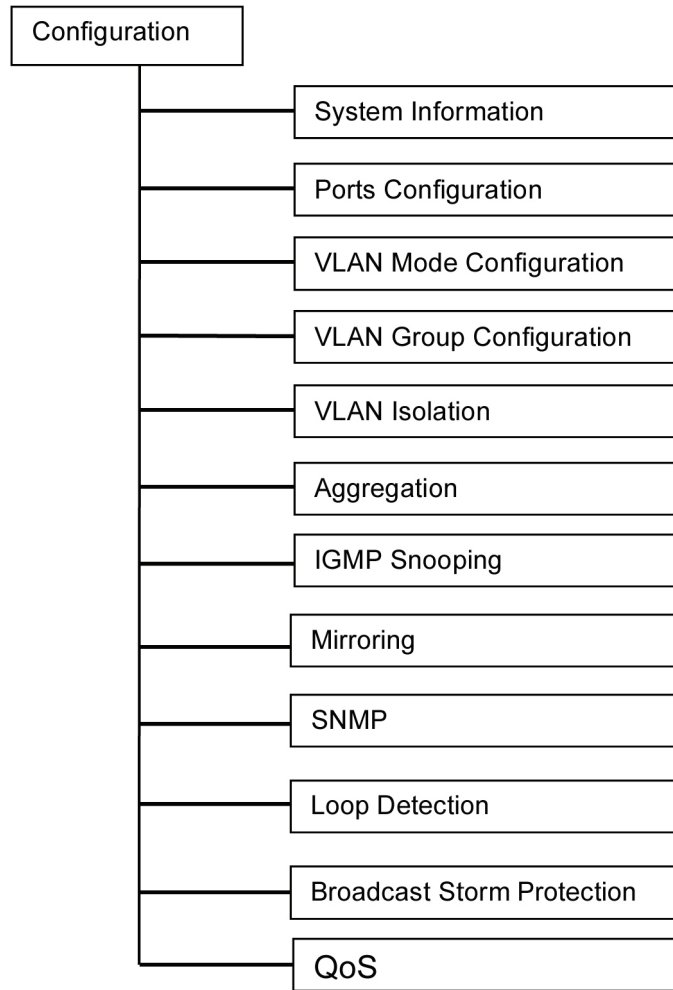 Configuration
System Information
Ports Configuration
VLAN Mode Configuration
VLAN Group Configuration
VLAN Isolation
Aggregation
IGMP Snooping
Mirroring
SNMP
Loop Detection
Broadcast Storm Protection
QoS